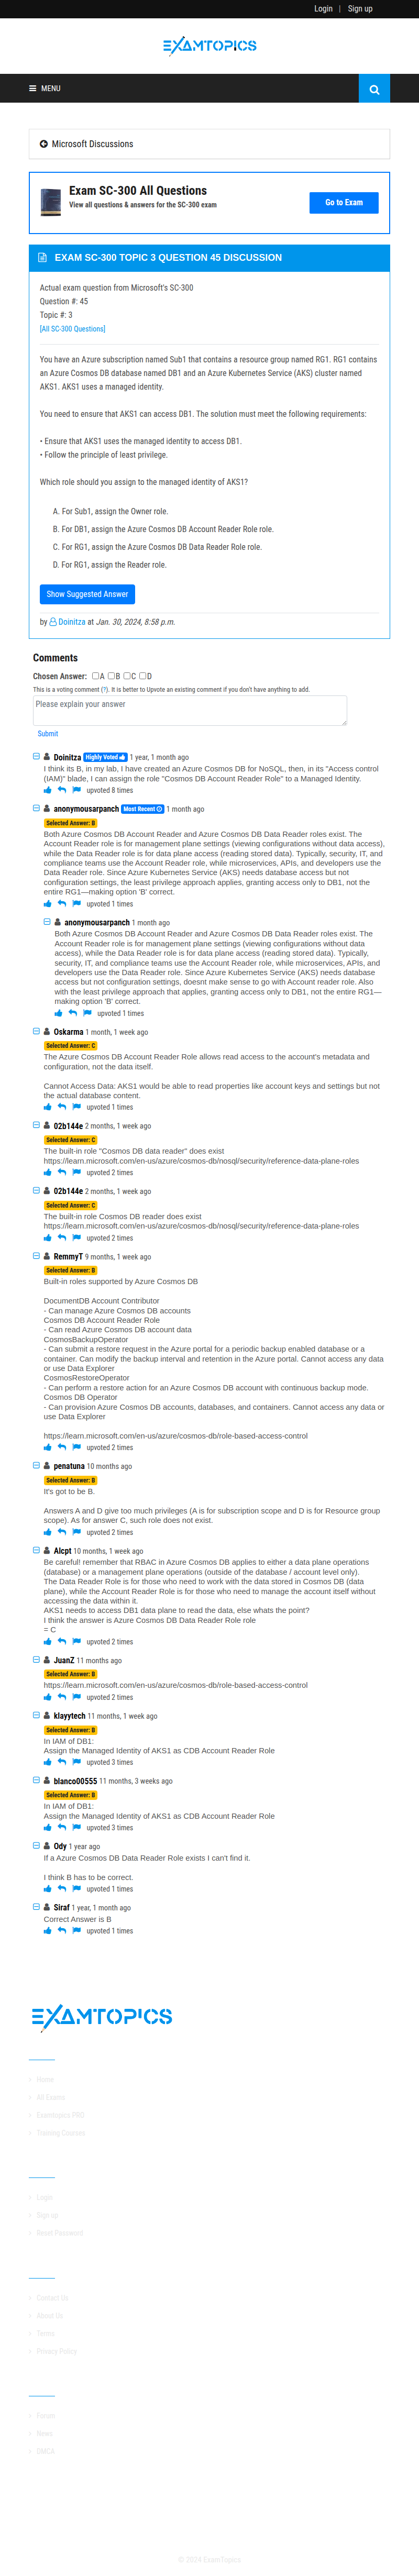 Login | Sign up
EXAMTOPICS
MENU
Microsoft Discussions
Exam SC-300 All Questions
View all questions & answers for the SC-300 exam
Go to Exam
EXAM SC-300 TOPIC 3 QUESTION 45 DISCUSSION
Actual exam question from Microsoft's SC-300
Question #: 45
Topic #: 3
[All SC-300 Questions]
You have an Azure subscription named Sub1 that contains a resource group named RG1. RG1 contains
an Azure Cosmos DB database named DB1 and an Azure Kubernetes Service (AKS) cluster named
AKS1. AKS1 uses a managed identity.
You need to ensure that AKS1 can access DB1. The solution must meet the following requirements:
• Ensure that AKS1 uses the managed identity to access DB1.
• Follow the principle of least privilege.
Which role should you assign to the managed identity of AKS1?
A. For Sub1, assign the Owner role.
B. For DB1, assign the Azure Cosmos DB Account Reader Role role.
C. For RG1, assign the Azure Cosmos DB Data Reader Role role.
D. For RG1, assign the Reader role.
Show Suggested Answer
by Doinitza at Jan. 30, 2024, 8:58 p.m.
Comments
Chosen Answer: A B C D
This is a voting comment (?). It is better to Upvote an existing comment if you don't have anything to add.
Please explain your answer
Submit
Doinitza Highly Voted 1 year, 1 month ago
I think its B, in my lab, I have created an Azure Cosmos DB for NoSQL, then, in its "Access control
(IAM)" blade, I can assign the role "Cosmos DB Account Reader Role" to a Managed Identity.
upvoted 8 times
anonymousarpanch Most Recent 1 month ago
Selected Answer: B
Both Azure Cosmos DB Account Reader and Azure Cosmos DB Data Reader roles exist. The
Account Reader role is for management plane settings (viewing configurations without data access),
while the Data Reader role is for data plane access (reading stored data). Typically, security, IT, and
compliance teams use the Account Reader role, while microservices, APIs, and developers use the
Data Reader role. Since Azure Kubernetes Service (AKS) needs database access but not
configuration settings, the least privilege approach applies, granting access only to DB1, not the
entire RG1—making option 'B' correct.
upvoted 1 times
anonymousarpanch 1 month ago
Both Azure Cosmos DB Account Reader and Azure Cosmos DB Data Reader roles exist. The
Account Reader role is for management plane settings (viewing configurations without data
access), while the Data Reader role is for data plane access (reading stored data). Typically,
security, IT, and compliance teams use the Account Reader role, while microservices, APIs, and
developers use the Data Reader role. Since Azure Kubernetes Service (AKS) needs database
access but not configuration settings, doesnt make sense to go with Account reader role. Also
with the least privilege approach that it applies, granting access only to DB1, not the entire RG1—
making option 'B' correct.
upvoted 1 times
Oskarma 1 month, 1 week ago
Selected Answer: C
The Azure Cosmos DB Account Reader Role allows read access to the account's metadata and
configuration, not the data itself.
Cannot Access Data: AKS1 would be able to read properties like account keys and settings but not
the actual database content.
upvoted 1 times
02b144e 2 months, 1 week ago
Selected Answer: C
The built-in role "Cosmos DB data reader" does exist
https://learn.microsoft.com/en-us/azure/cosmos-db/nosql/security/reference-data-plane-roles
upvoted 2 times
02b144e 2 months, 1 week ago
Selected Answer: C
The built-in role Cosmos DB reader does exist
https://learn.microsoft.com/en-us/azure/cosmos-db/nosql/security/reference-data-plane-roles
upvoted 2 times
RemmyT 9 months, 1 week ago
Selected Answer: B
Built-in roles supported by Azure Cosmos DB
DocumentDB Account Contributor
- Can manage Azure Cosmos DB accounts
Cosmos DB Account Reader Role
- Can read Azure Cosmos DB account data
CosmosBackupOperator
- Can submit a restore request in the Azure portal for a periodic backup enabled database or a
container. Can modify the backup interval and retention in the Azure portal. Cannot access any data
or use Data Explorer
CosmosRestoreOperator
- Can perform a restore action for an Azure Cosmos DB account with continuous backup mode.
Cosmos DB Operator
- Can provision Azure Cosmos DB accounts, databases, and containers. Cannot access any data or
use Data Explorer
https://learn.microsoft.com/en-us/azure/cosmos-db/role-based-access-control
upvoted 2 times
penatuna 10 months ago
Selected Answer: B
It's got to be B.
Answers A and D give too much privileges (A is for subscription scope and D is for Resource group
scope). As for answer C, such role does not exist.
upvoted 2 times
Alcpt 10 months, 1 week ago
Be careful! remember that RBAC in Azure Cosmos DB applies to either a data plane operations
(database) or a management plane operations (outside of the database / account level only).
The Data Reader Role is for those who need to work with the data stored in Cosmos DB (data
plane), while the Account Reader Role is for those who need to manage the account itself without
accessing the data within it.
AKS1 needs to access DB1 data plane to read the data, else whats the point?
I think the answer is Azure Cosmos DB Data Reader Role role
= C
upvoted 2 times
JuanZ 11 months ago
Selected Answer: B
https://learn.microsoft.com/en-us/azure/cosmos-db/role-based-access-control
upvoted 2 times
klayytech 11 months, 1 week ago
Selected Answer: B
In IAM of DB1:
Assign the Managed Identity of AKS1 as CDB Account Reader Role
upvoted 3 times
blanco00555 11 months, 3 weeks ago
Selected Answer: B
In IAM of DB1:
Assign the Managed Identity of AKS1 as CDB Account Reader Role
upvoted 3 times
Ody 1 year ago
If a Azure Cosmos DB Data Reader Role exists I can't find it.
I think B has to be correct.
upvoted 1 times
Siraf 1 year, 1 month ago
Correct Answer is B
upvoted 1 times
EXAMTOPICS
Home
All Exams
Examtopics PRO
Training Courses
Login
Sign up
Reset Password
Contact Us
About Us
Terms
Privacy Policy
Forum
News
DMCA
© 2024 ExamTopics